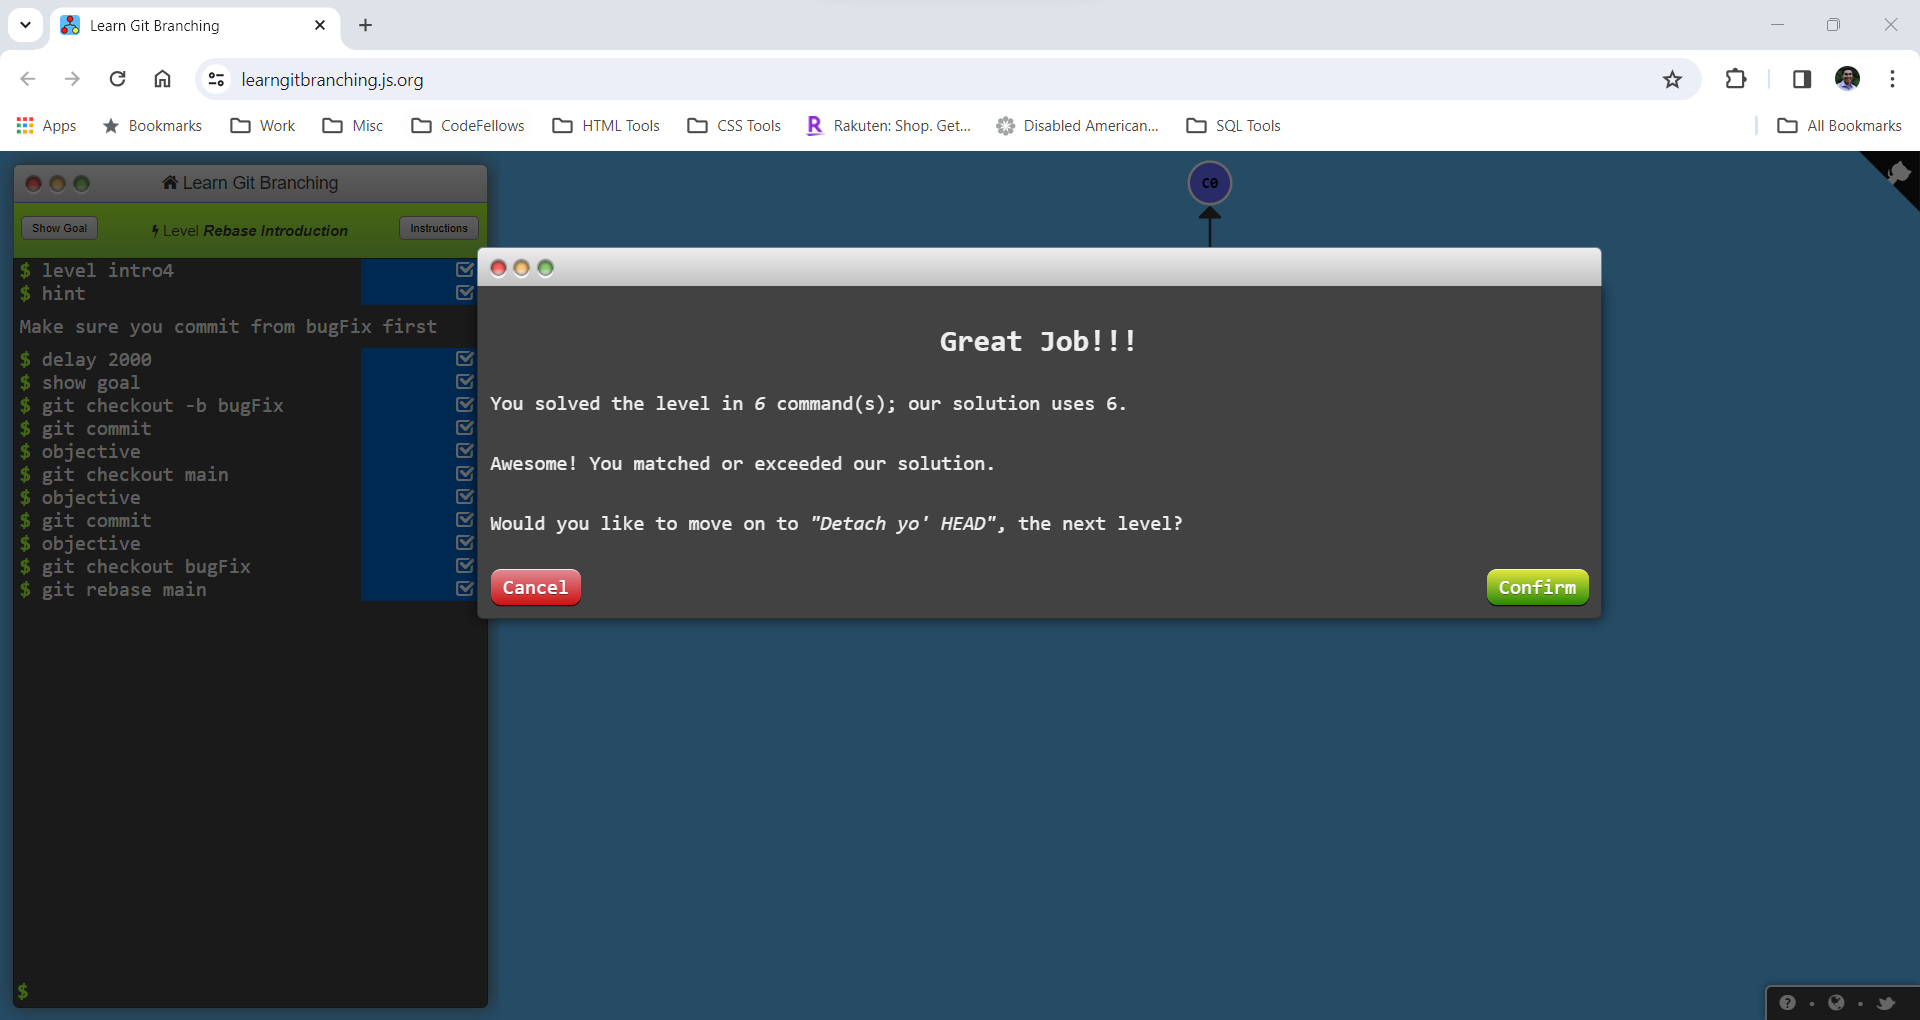 Learn Git Branching
learngitbranching.js.org
Apps Bookmarks Work Misc CodeFellows HTML Tools CSS Tools Rakuten: Shop. Get... Disabled American... SQL Tools All Bookmarks
Learn Git Branching
Show Goal Level Rebase Introduction Instructions
$ level intro4
$ hint
Make sure you commit from bugFix first
$ delay 2000
$ show goal
$ git checkout -b bugFix
$ git commit
$ objective
$ git checkout main
$ objective
$ git commit
$ objective
$ git checkout bugFix
$ git rebase main
$
C0
Great Job!!!
You solved the level in 6 command(s); our solution uses 6.
Awesome! You matched or exceeded our solution.
Would you like to move on to "Detach yo' HEAD", the next level?
Cancel Confirm